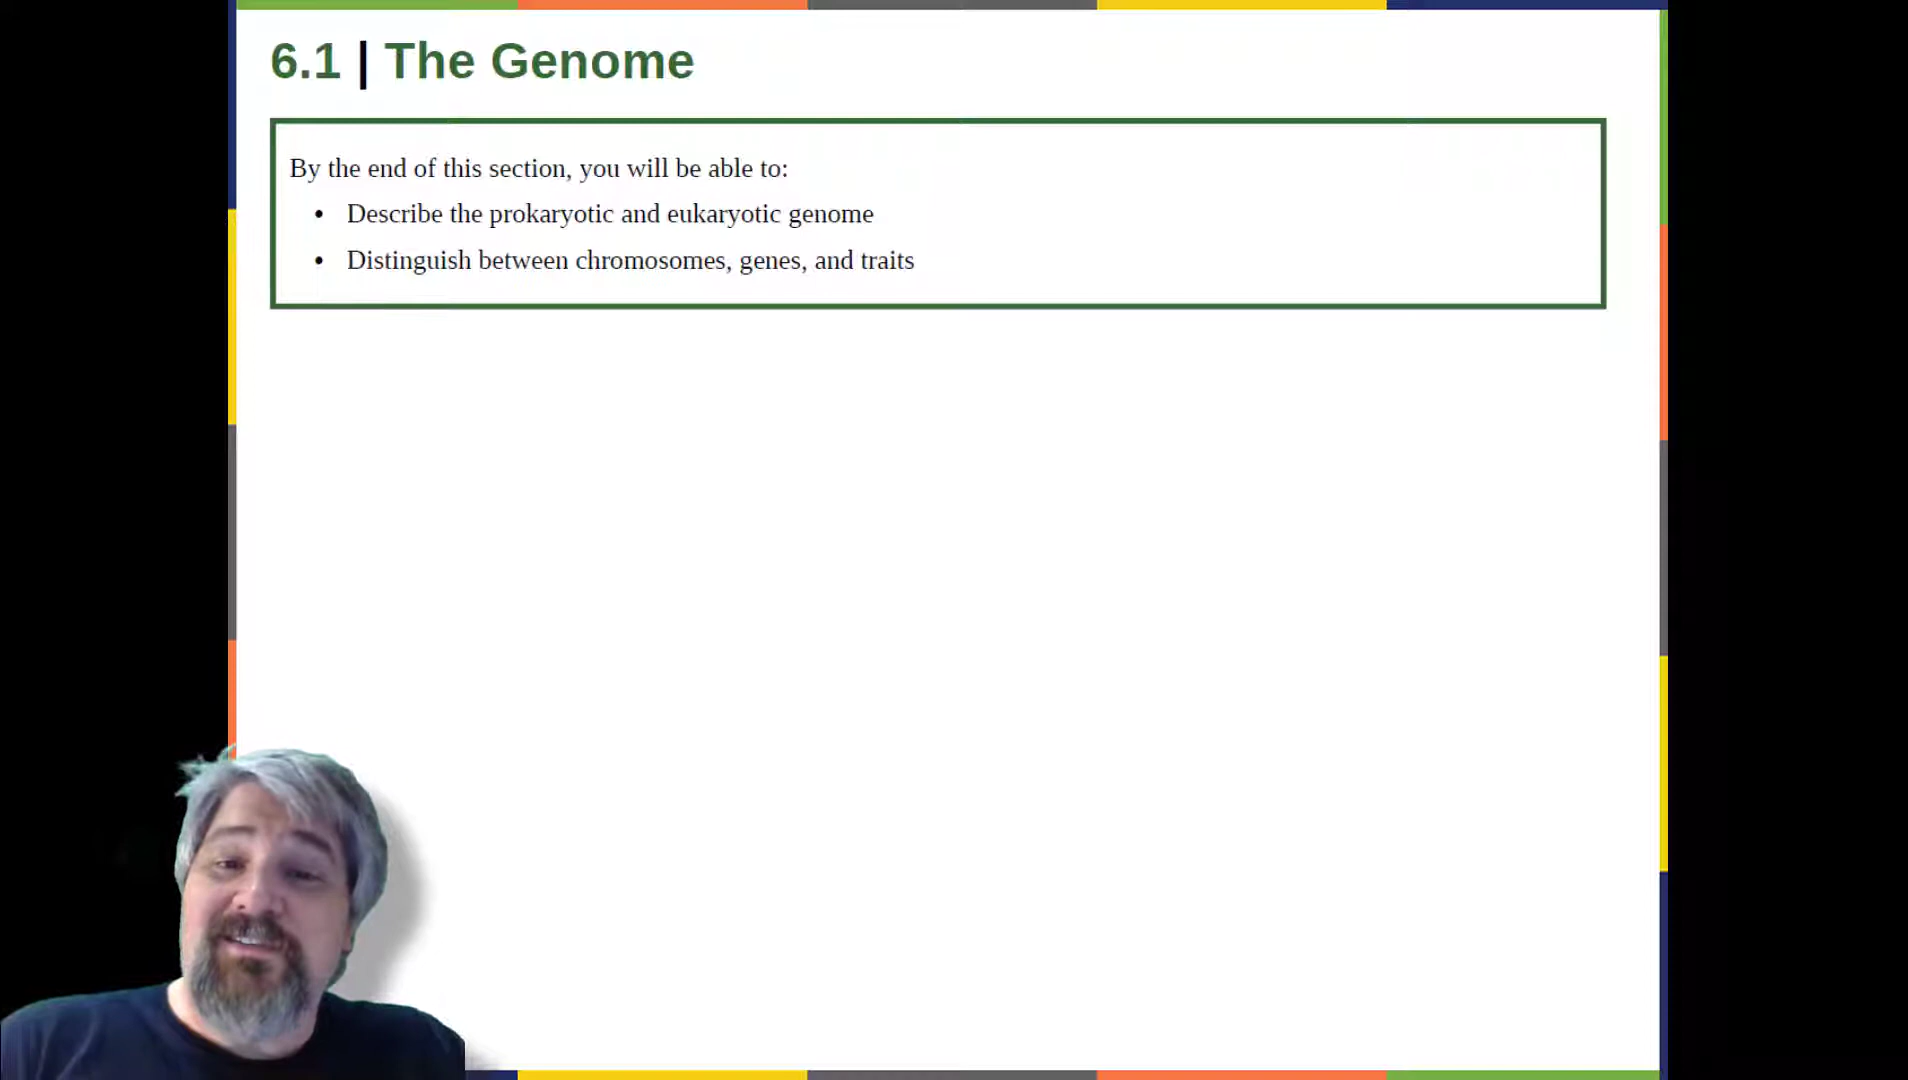 6.1 | The Genome
By the end of this section, you will be able to:
• Describe the prokaryotic and eukaryotic genome
• Distinguish between chromosomes, genes, and traits